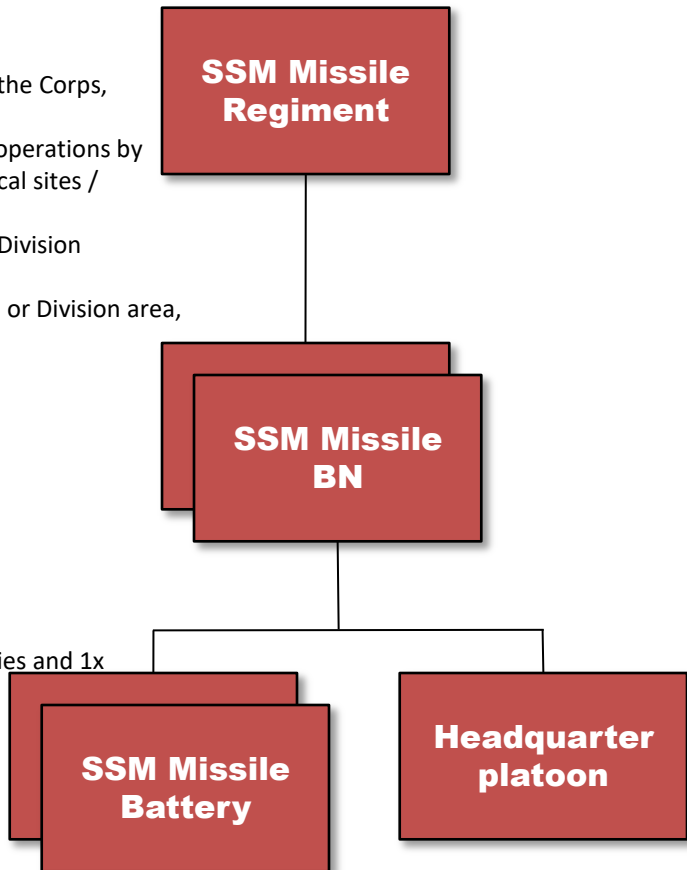 SSM Missile
Regiment
the Corps,
operations by
cal sites /
Division
or Division area,
SSM Missile
BN
ies and 1x
SSM Missile
Battery
Headquarter
platoon